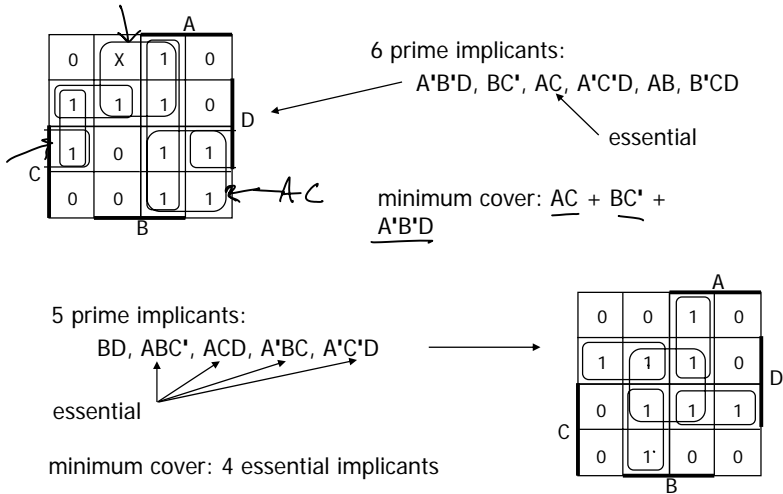 A
0 X 1 0
1 1 1 0
D
1 0 1 1
C
0 0 1 1
B
AC
6 prime implicants:
A'B'D, BC', AC, A'C'D, AB, B'CD
essential
minimum cover: AC + BC' +
A'B'D
5 prime implicants:
BD, ABC', ACD, A'BC, A'C'D
essential
minimum cover: 4 essential implicants
A
0 0 1 0
1 1 1 0
D
0 1 1 1
C
0 1 0 0
B